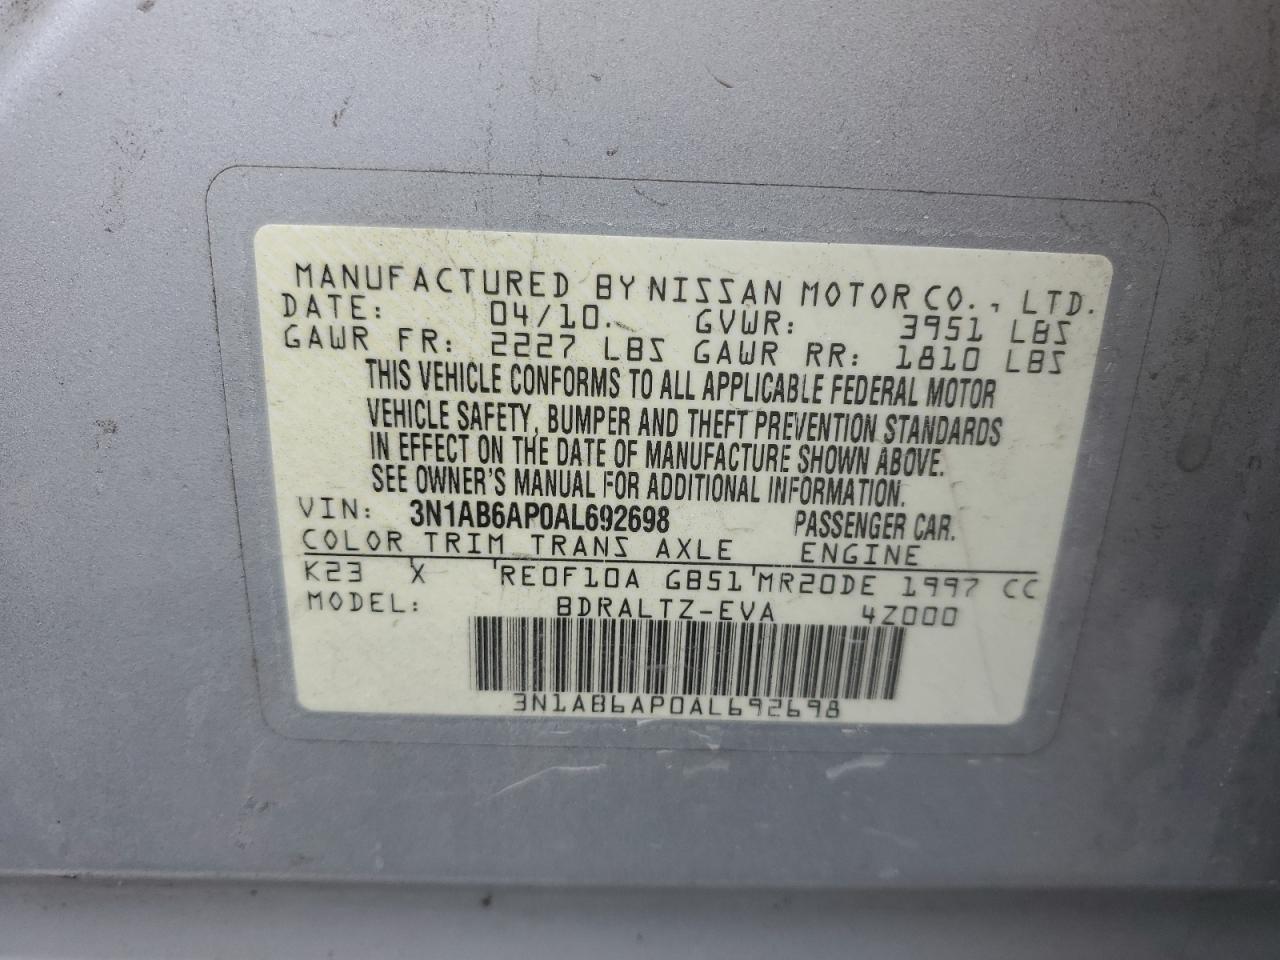 MANUFACTURED BY NISSAN MOTOR CO., LTD.
DATE: 04/10. GVWR: 3951 LBS
GAWR FR: 2227 LBS GAWR RR: 1810 LBS
THIS VEHICLE CONFORMS TO ALL APPLICABLE FEDERAL MOTOR
VEHICLE SAFETY, BUMPER AND THEFT PREVENTION STANDARDS
IN EFFECT ON THE DATE OF MANUFACTURE SHOWN ABOVE.
SEE OWNER'S MANUAL FOR ADDITIONAL INFORMATION.
VIN: 3N1AB6AP0AL692698 PASSENGER CAR.
COLOR TRIM TRANS AXLE ENGINE
K23 X RE0F10A GB51 MR20DE 1997 CC
MODEL: BDRALTZ-EVA 4Z000
3N1AB6AP0AL692698